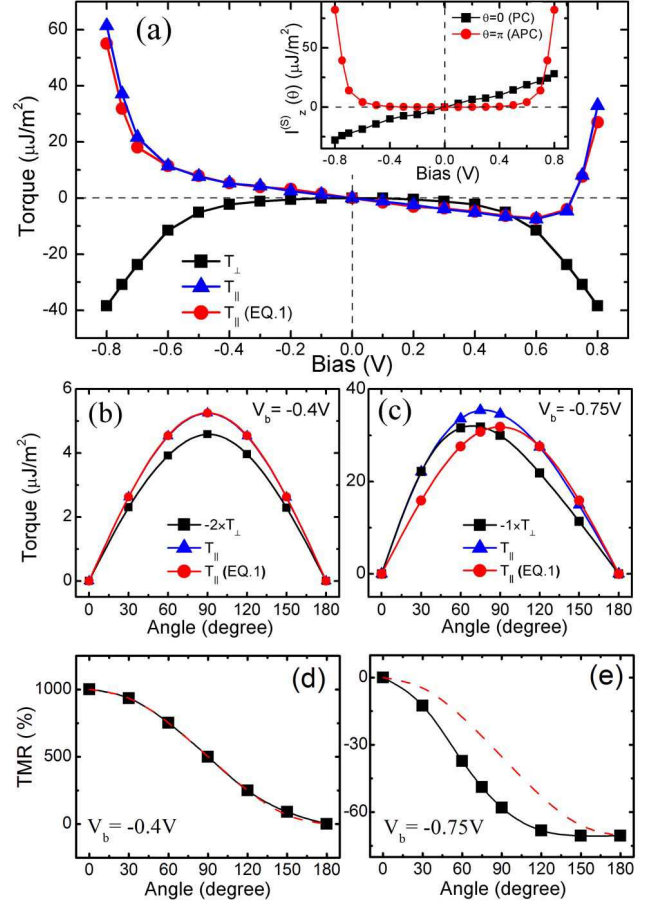 (a)
θ=0 (PC)
θ=π (APC)
I_z^(S) (θ) (μJ/m²)
75
50
25
0
-25
-0.8 -0.4 0.0 0.4 0.8
Bias (V)
Torque (μJ/m²)
60
40
20
0
-20
-40
T⊥
T||
T|| (EQ.1)
-0.8 -0.6 -0.4 -0.2 0.0 0.2 0.4 0.6 0.8
Bias (V)
(b)
V_b= -0.4V
Torque (μJ/m²)
6
4
2
0
-2×T⊥
T||
T|| (EQ.1)
0 30 60 90 120 150 180
Angle (degree)
(c)
V_b= -0.75V
40
20
0
-1×T⊥
T||
T|| (EQ.1)
0 30 60 90 120 150 180
Angle (degree)
(d)
TMR (%)
1000
500
0
V_b= -0.4V
0 30 60 90 120 150 180
Angle (degree)
(e)
0
-30
-60
V_b= -0.75V
0 30 60 90 120 150 180
Angle (degree)